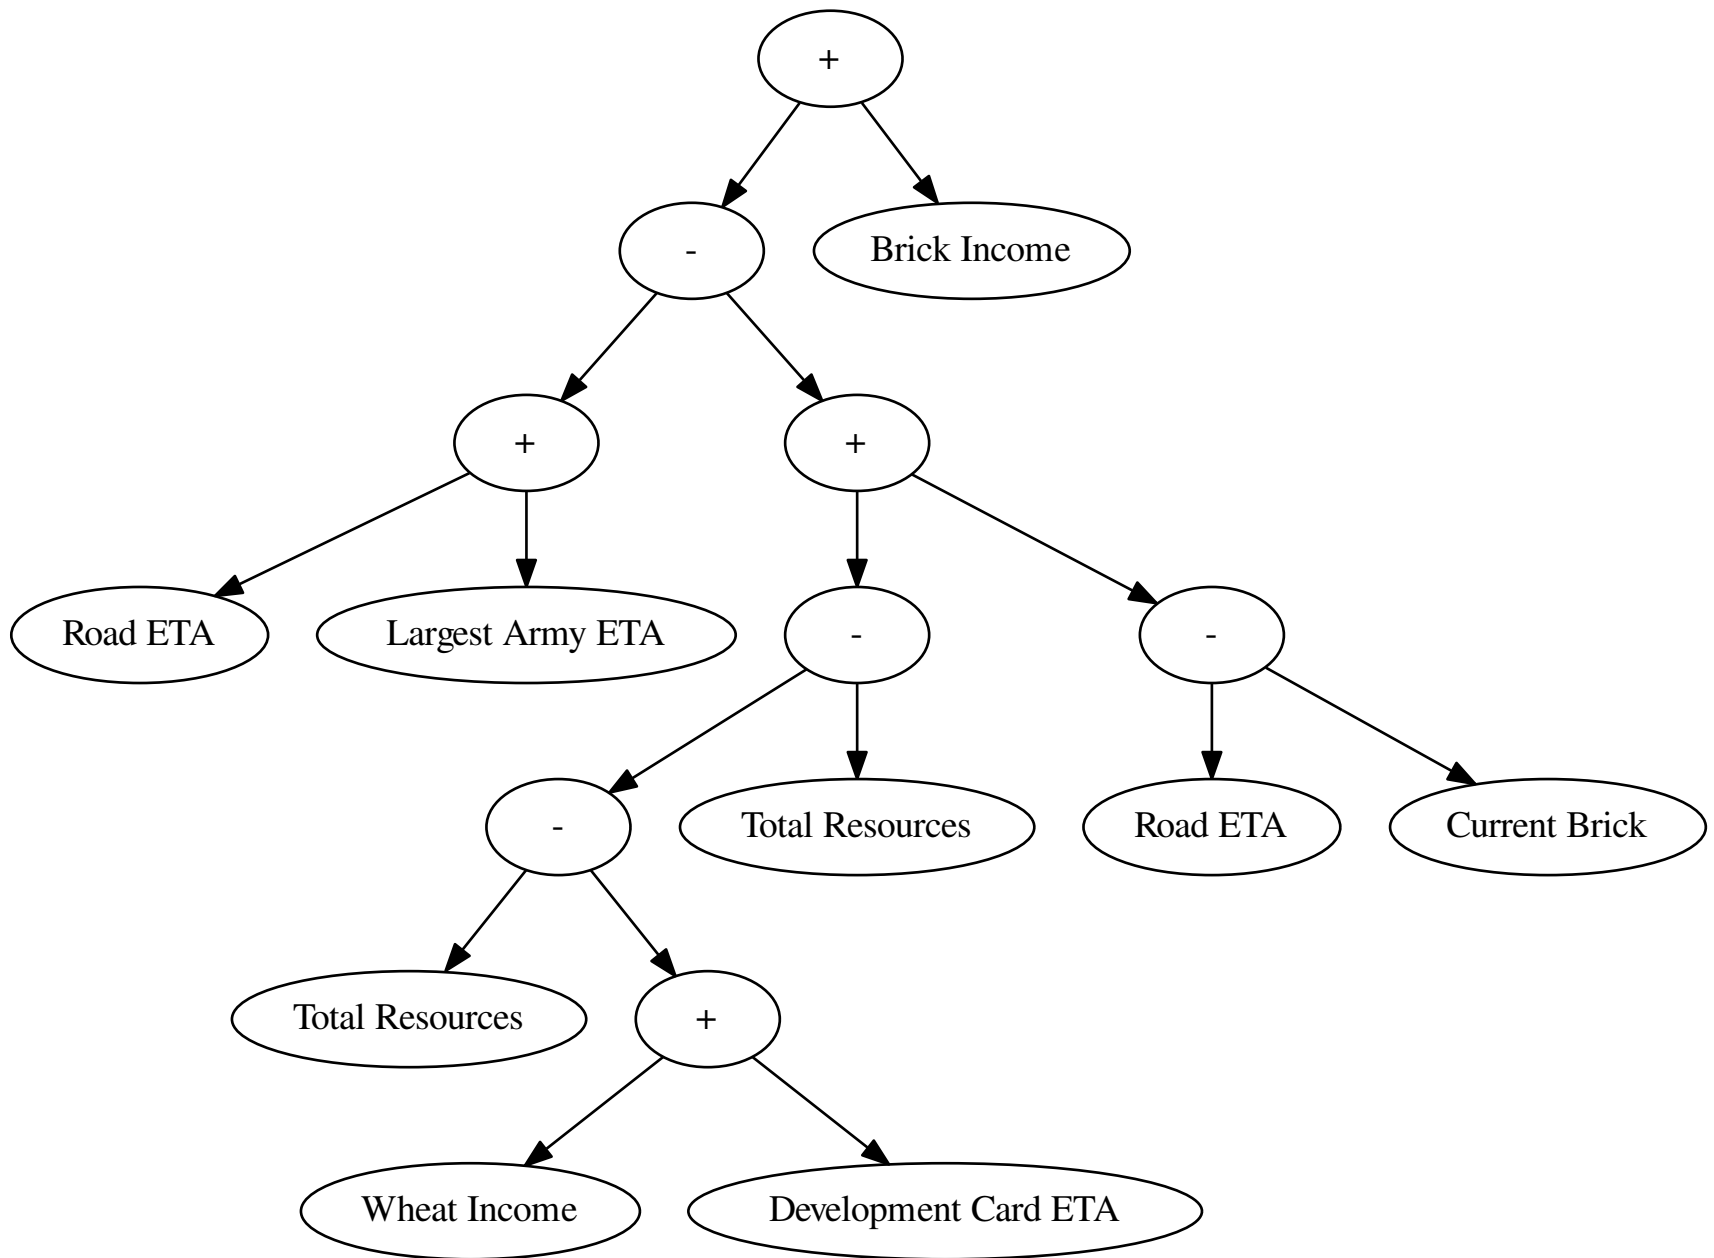 +
-
Brick Income
+
+
Road ETA
Largest Army ETA
-
-
-
Total Resources
Road ETA
Current Brick
Total Resources
+
Wheat Income
Development Card ETA